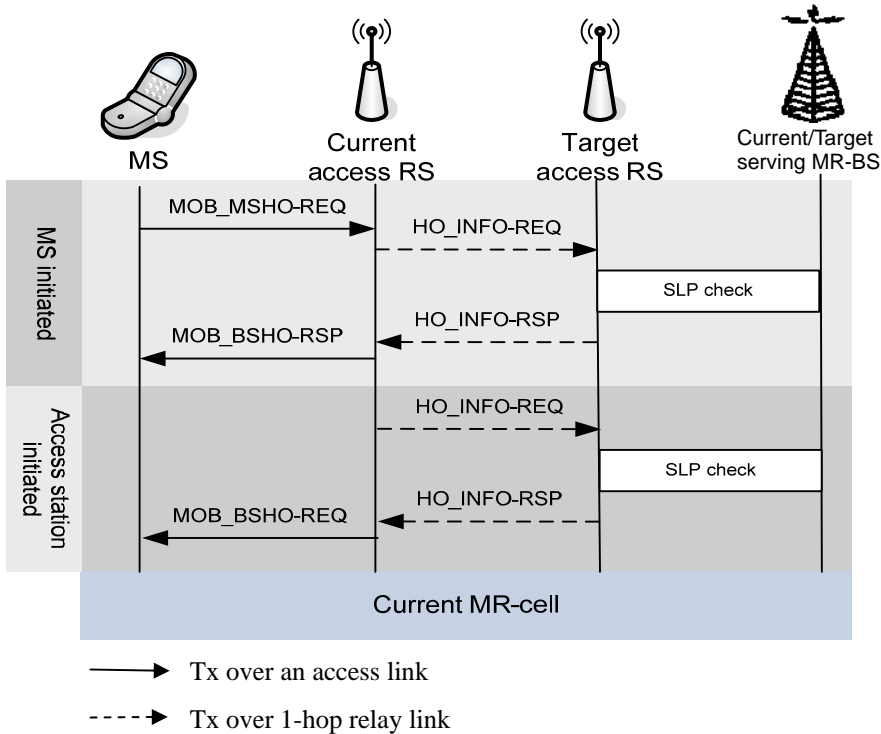 MS
Current
access RS
Target
access RS
Current/Target
serving MR-BS
MS initiated
MOB_MSHO-REQ
HO_INFO-REQ
SLP check
HO_INFO-RSP
MOB_BSHO-RSP
Access station
initiated
HO_INFO-REQ
SLP check
HO_INFO-RSP
MOB_BSHO-REQ
Current MR-cell
Tx over an access link
Tx over 1-hop relay link